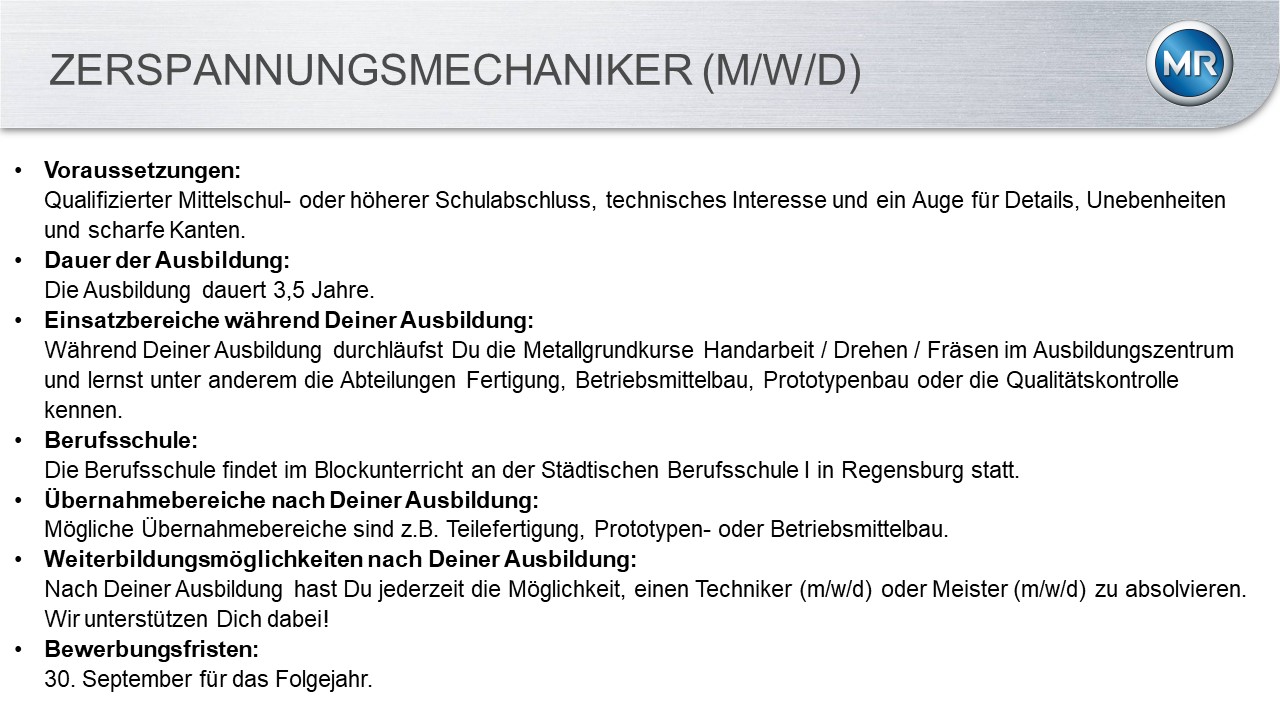 ZERSPANNUNGSMECHANIKER (M/W/D)
MR
• Voraussetzungen:
Qualifizierter Mittelschul- oder höherer Schulabschluss, technisches Interesse und ein Auge für Details, Unebenheiten
und scharfe Kanten.
• Dauer der Ausbildung:
Die Ausbildung dauert 3,5 Jahre.
• Einsatzbereiche während Deiner Ausbildung:
Während Deiner Ausbildung durchläufst Du die Metallgrundkurse Handarbeit / Drehen / Fräsen im Ausbildungszentrum
und lernst unter anderem die Abteilungen Fertigung, Betriebsmittelbau, Prototypenbau oder die Qualitätskontrolle
kennen.
• Berufsschule:
Die Berufsschule findet im Blockunterricht an der Städtischen Berufsschule I in Regensburg statt.
• Übernahmebereiche nach Deiner Ausbildung:
Mögliche Übernahmebereiche sind z.B. Teilefertigung, Prototypen- oder Betriebsmittelbau.
• Weiterbildungsmöglichkeiten nach Deiner Ausbildung:
Nach Deiner Ausbildung hast Du jederzeit die Möglichkeit, einen Techniker (m/w/d) oder Meister (m/w/d) zu absolvieren.
Wir unterstützen Dich dabei!
• Bewerbungsfristen:
30. September für das Folgejahr.